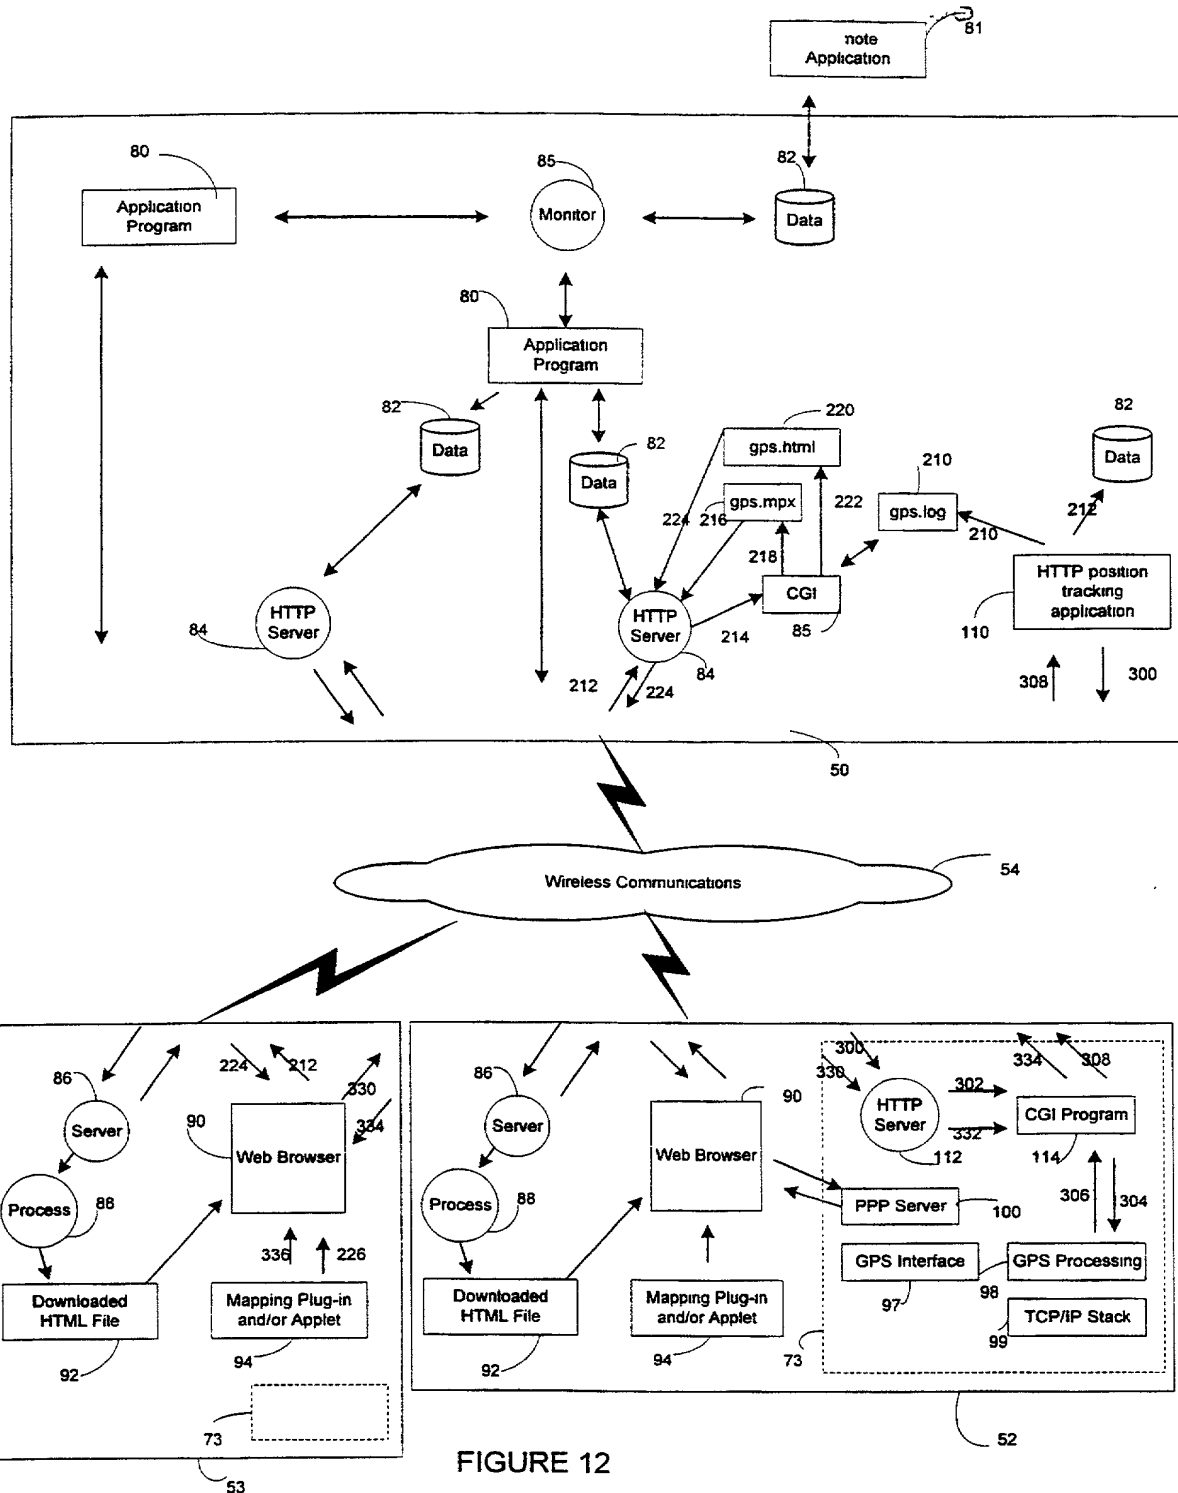 note
Application
81
80
Application
Program
85
Monitor
82
Data
80
Application
Program
82
Data
82
Data
220
gps.html
224
216
gps.mpx
222
218
210
gps.log
210
82
Data
212
HTTP position
tracking
application
110
308
300
HTTP
Server
84
HTTP
Server
84
214
CGI
85
212
224
50
Wireless Communications
54
224
212
330
334
86
Server
90
Web Browser
Process
88
336
226
Downloaded
HTML File
92
Mapping Plug-in
and/or Applet
94
73
53
86
Server
90
Web Browser
Process
88
Downloaded
HTML File
92
Mapping Plug-in
and/or Applet
94
300
330
334
308
HTTP
Server
112
302
332
CGI Program
114
306
304
PPP Server
100
GPS Interface
97
98
GPS Processing
TCP/IP Stack
99
73
52
FIGURE 12